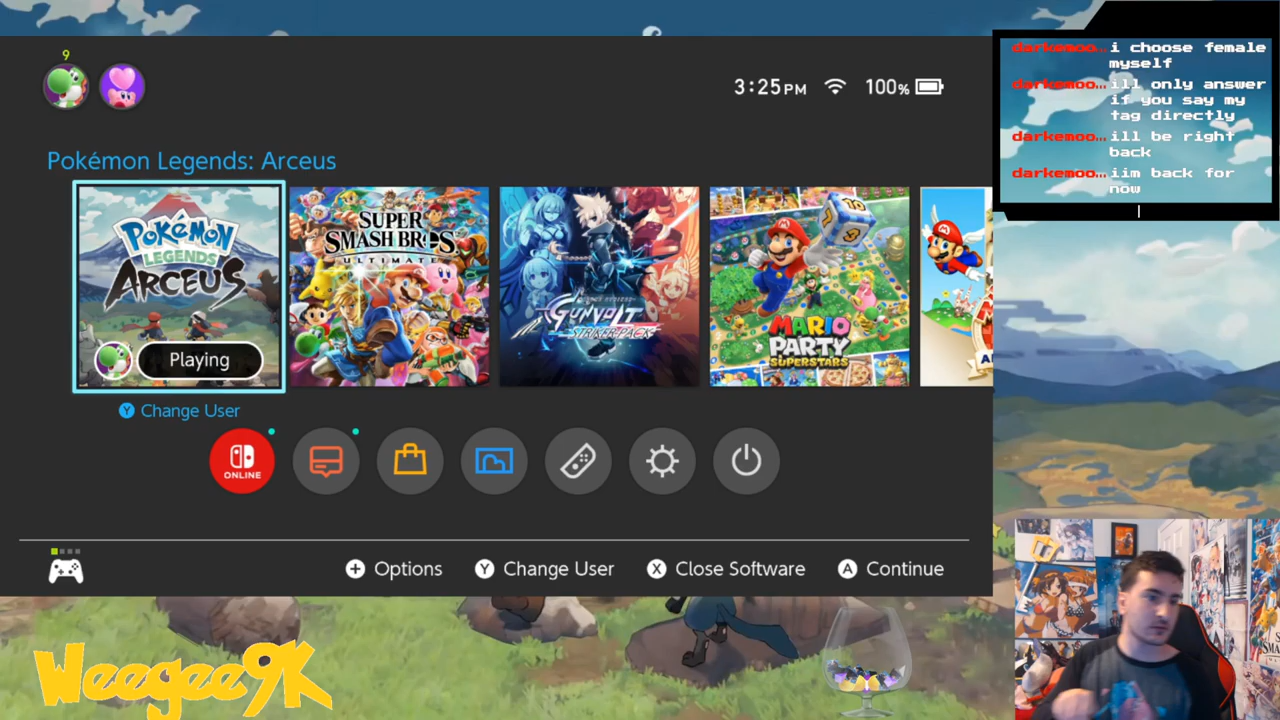 9
3:25PM
100%
Pokémon Legends: Arceus
POKéMON
LEGENDS
ARCEUS
Playing
SUPER
SMASH BROS.
ULTIMATE
GUNVOLT
STRIKER PACK
10
3
MARIO
PARTY
SUPERSTARS
Y Change User
ONLINE
+ Options
Y Change User
X Close Software
A Continue
darkemoo... i choose female
myself
darkemoo... ill only answer
if you say my
tag directly
darkemoo... ill be right
back
darkemoo... iim back for
now
Weegee9K